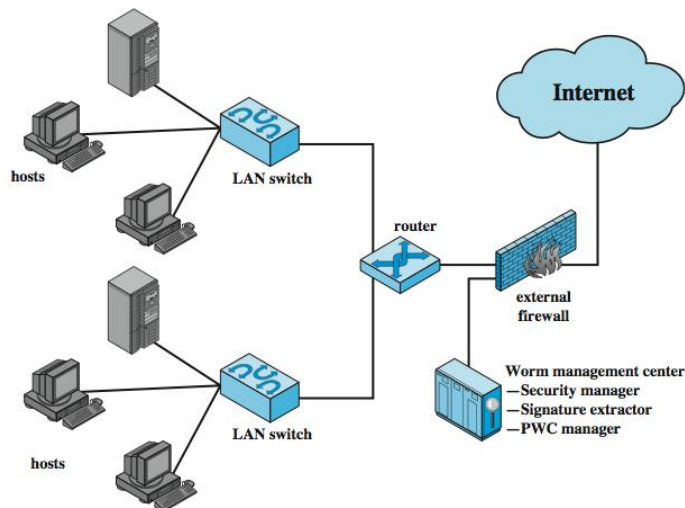 Internet
hosts
LAN switch
router
external
firewall
Worm management center
—Security manager
—Signature extractor
—PWC manager
LAN switch
hosts